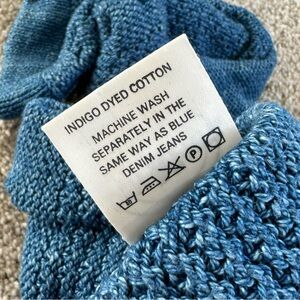 INDIGO DYED COTTON
MACHINE WASH
SEPARATELY IN THE
SAME WAY AS BLUE
DENIM JEANS